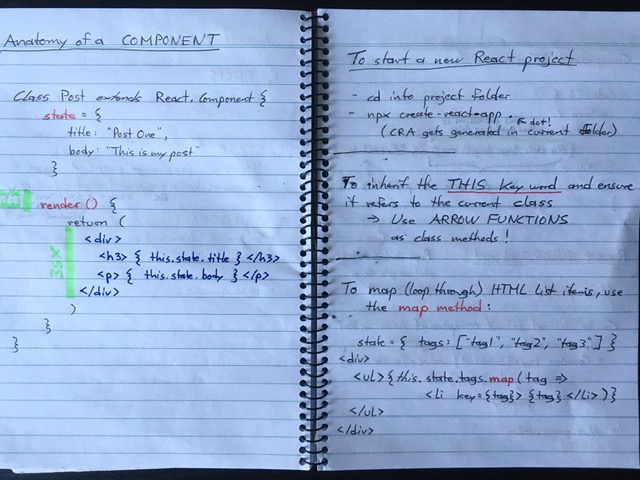 Anatomy of a COMPONENT
Class Post extends React.Component {
state = {
title: "Post One",
body: "This is my post"
}
render() {
return (
<div>
<h3> { this.state.title } </h3>
<p> { this.state.body } </p>
</div>
)
}
}
JSX
To start a new React project
- cd into project folder
- npx create-react-app .
↖ dot!
(CRA gets generated in current folder)
To inherit the THIS Key word and ensure
it refers to the current class
→ Use ARROW FUNCTIONS
as class methods!
To map (loop through) HTML List items, use
the map method:
state = { tags: ["tag1", "tag2", "tag3"] }
<div>
<ul> {this.state.tags.map(tag =>
<li key={tag}> {tag} </li>)}
</ul>
</div>